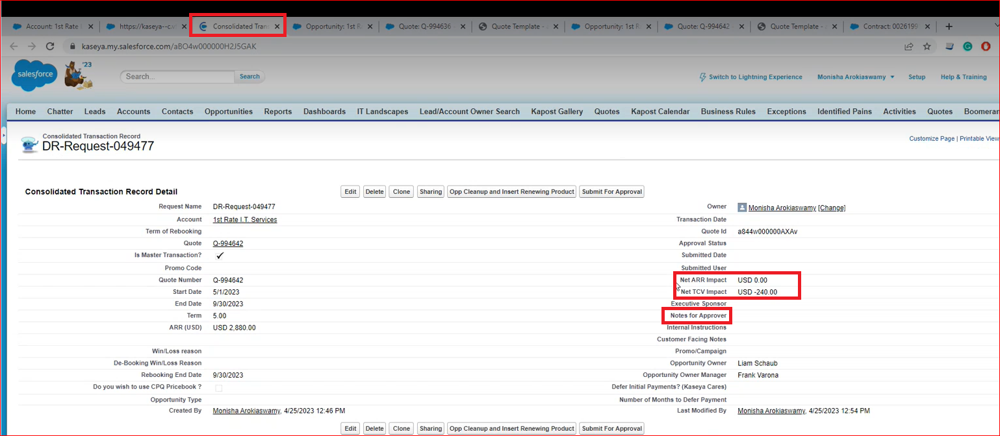 Account: 1st Rate
https://kaseya--c.v
Consolidated Tran
Opportunity: 1st R
Quote: Q-994636
Quote Template -
Opportunity: 1st R
Quote: Q-994642
Quote Template -
Contract: 0026199
kaseya.my.salesforce.com/aBO4w000000H2J5GAK
salesforce
'23
Search...
Search
Switch to Lightning Experience
Monisha Arokiaswamy
Setup
Help & Training
Home Chatter Leads Accounts Contacts Opportunities Reports Dashboards IT Landscapes Lead/Account Owner Search Kapost Gallery Quotes Kapost Calendar Business Rules Exceptions Identified Pains Activities Quotes Boomeran
Consolidated Transaction Record
DR-Request-049477
Customize Page | Printable View
Consolidated Transaction Record Detail
Edit Delete Clone Sharing Opp Cleanup and Insert Renewing Product Submit For Approval
Request Name DR-Request-049477 Owner Monisha Arokiaswamy [Change]
Account 1st Rate I.T. Services Transaction Date
Term of Rebooking Quote Id a844w000000AXAv
Quote Q-994642 Approval Status
Is Master Transaction? Submitted Date
Promo Code Submitted User
Quote Number Q-994642 Net ARR Impact USD 0.00
Start Date 5/1/2023 Net TCV Impact USD -240.00
End Date 9/30/2023 Executive Sponsor
Term 5.00 Notes for Approver
ARR (USD) USD 2,880.00 Internal Instructions
Customer Facing Notes
Win/Loss reason Promo/Campaign
De-Booking Win/Loss Reason Opportunity Owner Liam Schaub
Rebooking End Date 9/30/2023 Opportunity Owner Manager Frank Varona
Do you wish to use CPQ Pricebook ? Defer Initial Payments? (Kaseya Cares)
Opportunity Type Number of Months to Defer Payment
Created By Monisha Arokiaswamy, 4/25/2023 12:46 PM Last Modified By Monisha Arokiaswamy, 4/25/2023 12:54 PM
Edit Delete Clone Sharing Opp Cleanup and Insert Renewing Product Submit For Approval